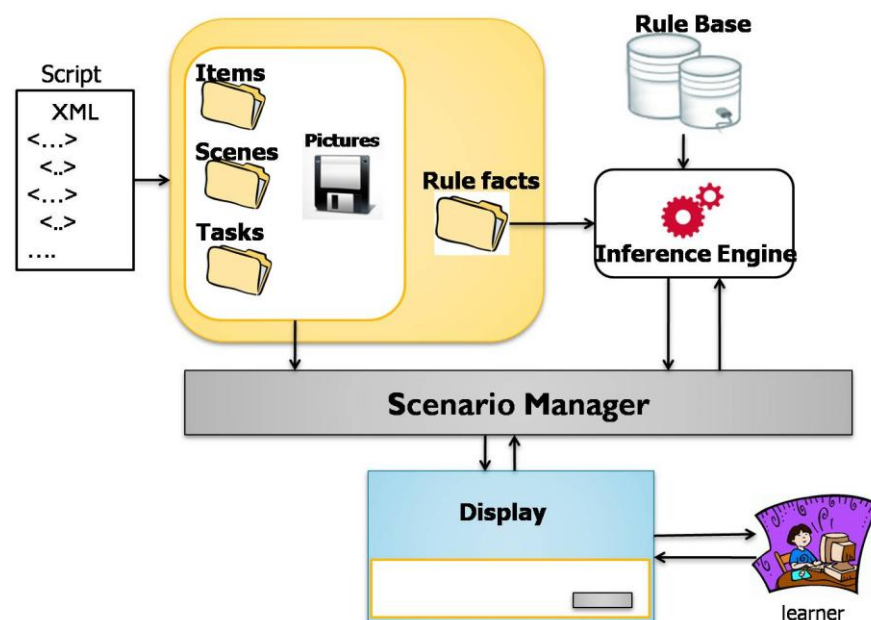 Script
XML
<...>
<..>
<...>
<..>
....
Items
Scenes
Tasks
Pictures
Rule facts
Rule Base
Inference Engine
Scenario Manager
Display
learner